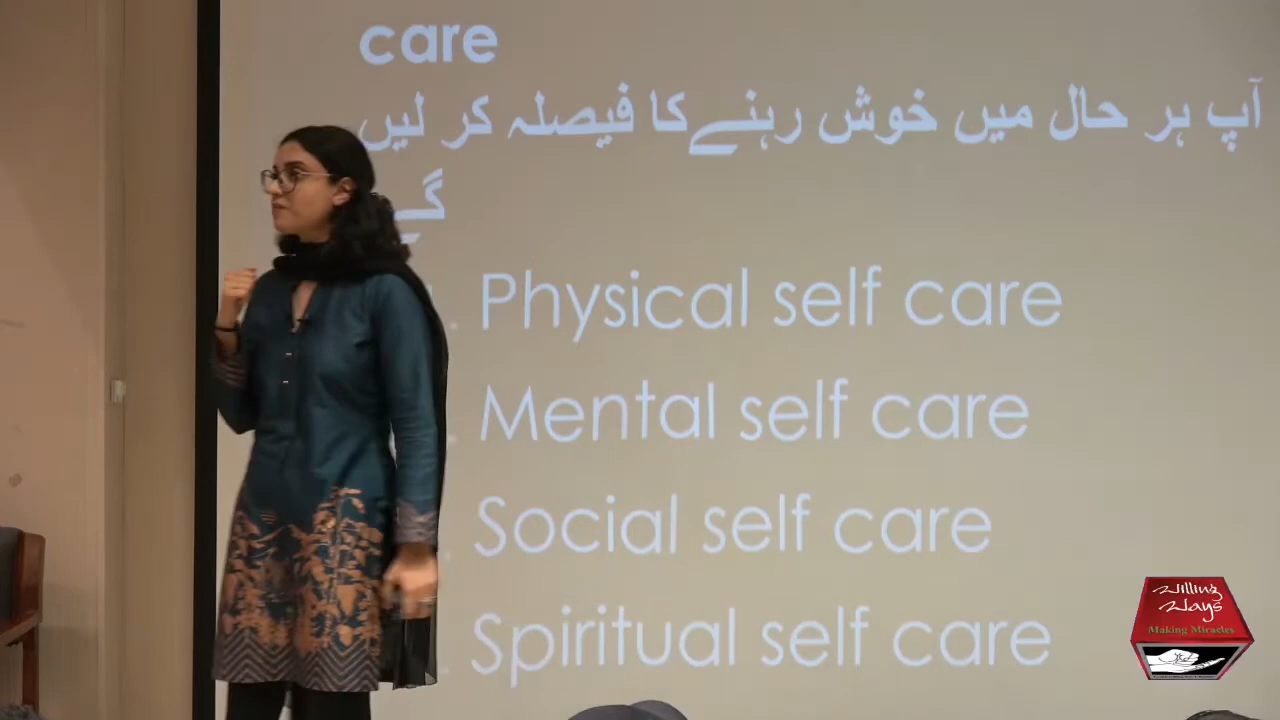 care
آپ ہر حال میں خوش رہنے کا فیصلہ کر لیں
گے
Physical self care
Mental self care
Social self care
Spiritual self care
Willing
Ways
Making Miracles